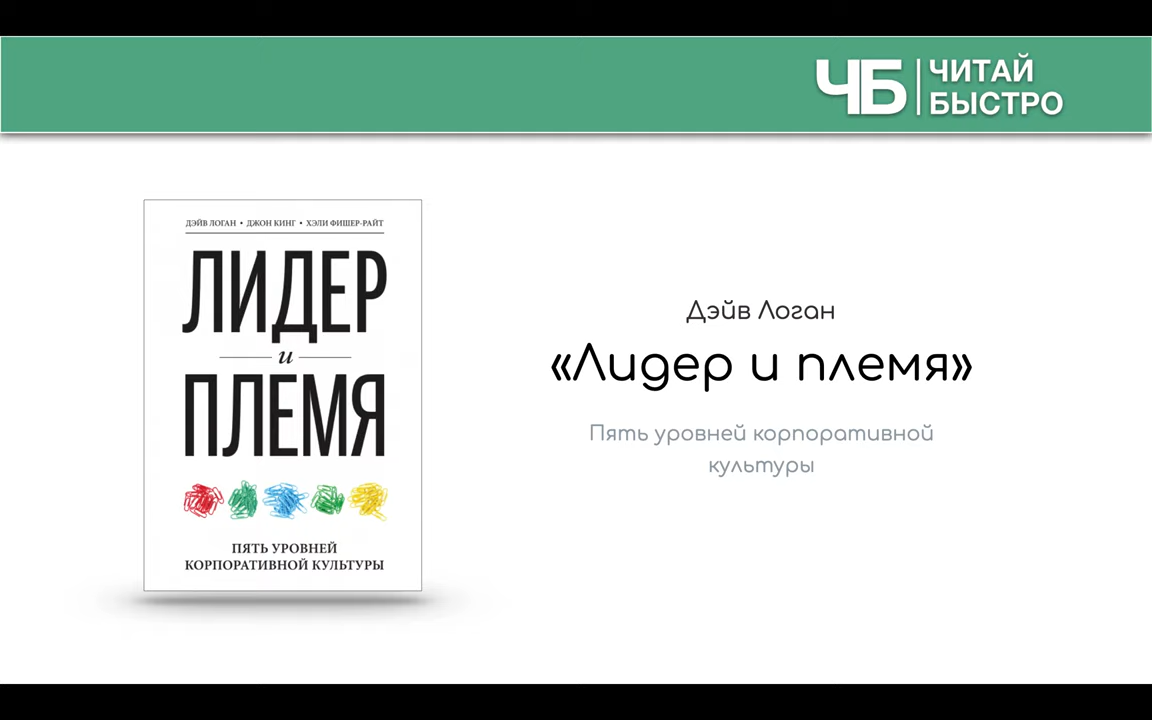 ЧБ ЧИТАЙ
БЫСТРО
ДЭЙВ ЛОГАН • ДЖОН КИНГ • ХЭЛИ ФИШЕР-РАЙТ
ЛИДЕР
и
ПЛЕМЯ
ПЯТЬ УРОВНЕЙ
КОРПОРАТИВНОЙ КУЛЬТУРЫ
Дэйв Логан
«Лидер и племя»
Пять уровней корпоративной
культуры